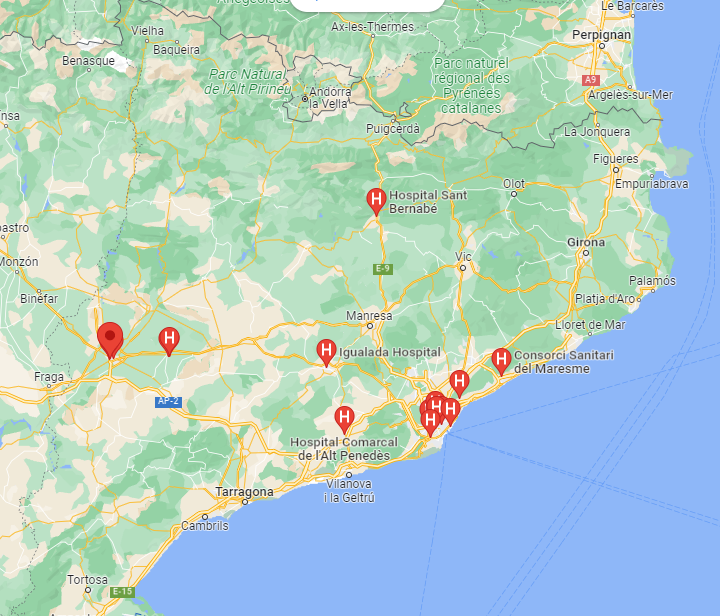 Le Barcarès
Ax-les-Thermes
Vielha
Perpignan
Baqueira
Benasque
Parc naturel
régional des
Pyrénées
catalanes
Parc Natural
de l'Alt Pirineu
A9
Andorra
la Vella
Argelès-sur-Mer
Puigcerdà
La Jonquera
Figueres
Empuriabrava
Olot
H Hospital Sant
Bernabé
Girona
Vic
Monzón
E-9
Palamós
Binéfar
Platja d'Aro
Manresa
Lloret de Mar
H
H Igualada Hospital
H Consorci Sanitari
del Maresme
Fraga
H
AP-2
H
H
H
H
Hospital Comarcal
de l'Alt Penedès
Tarragona
Vilanova
i la Geltrú
Cambrils
Tortosa
E-15